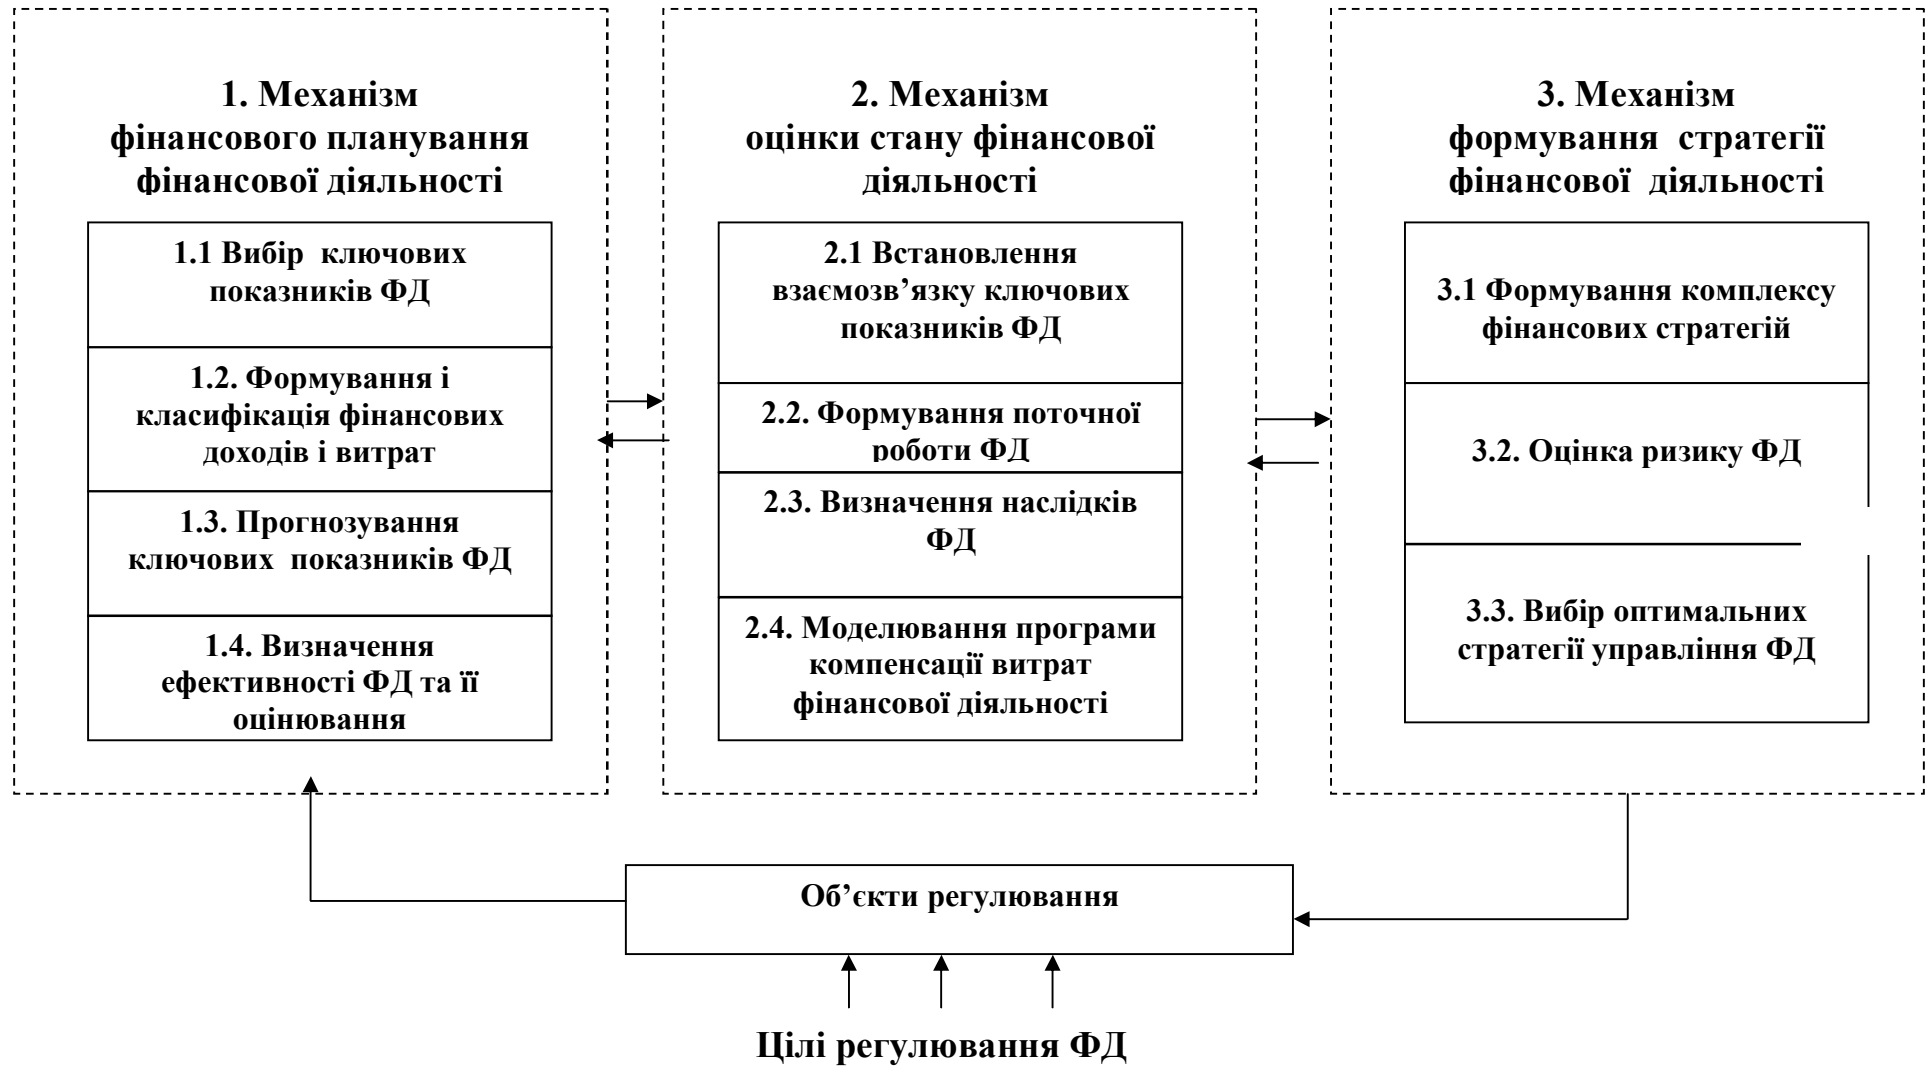 1. Механізм
фінансового планування
фінансової діяльності
1.1 Вибір ключових
показників ФД
1.2. Формування і
класифікація фінансових
доходів і витрат
1.3. Прогнозування
ключових показників ФД
1.4. Визначення
ефективності ФД та її
оцінювання
2. Механізм
оцінки стану фінансової
діяльності
2.1 Встановлення
взаємозв’язку ключових
показників ФД
2.2. Формування поточної
роботи ФД
2.3. Визначення наслідків
ФД
2.4. Моделювання програми
компенсації витрат
фінансової діяльності
3. Механізм
формування стратегії
фінансової діяльності
3.1 Формування комплексу
фінансових стратегій
3.2. Оцінка ризику ФД
3.3. Вибір оптимальних
стратегії управління ФД
Об’єкти регулювання
Цілі регулювання ФД